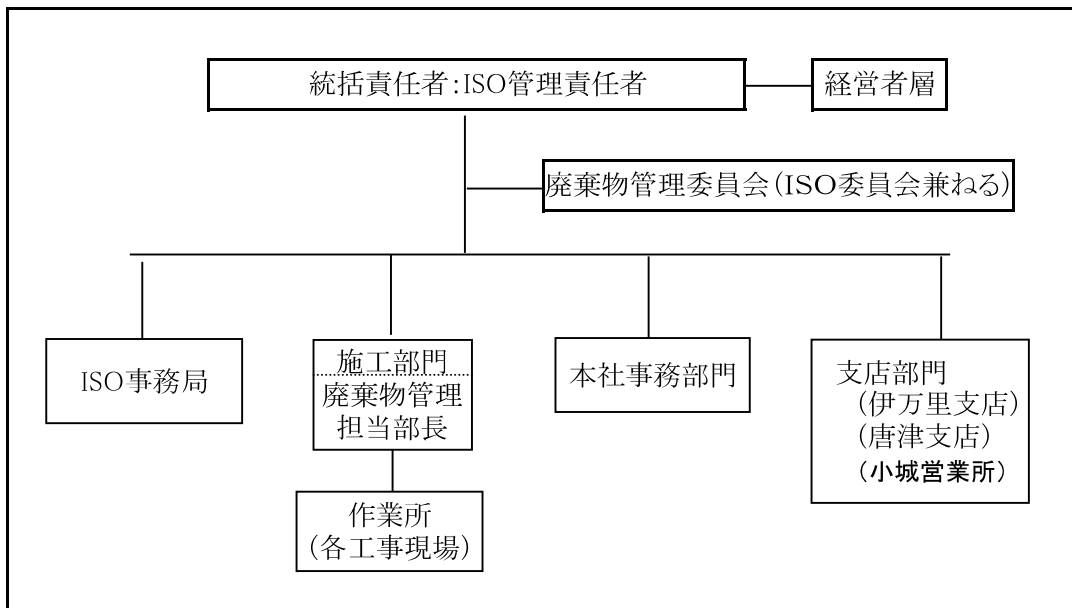 統括責任者：ISO管理責任者
経営者層
廃棄物管理委員会（ISO委員会兼ねる）
ISO事務局
施工部門
廃棄物管理
担当部長
作業所
（各工事現場）
本社事務部門
支店部門
（伊万里支店）
（唐津支店）
（小城営業所）